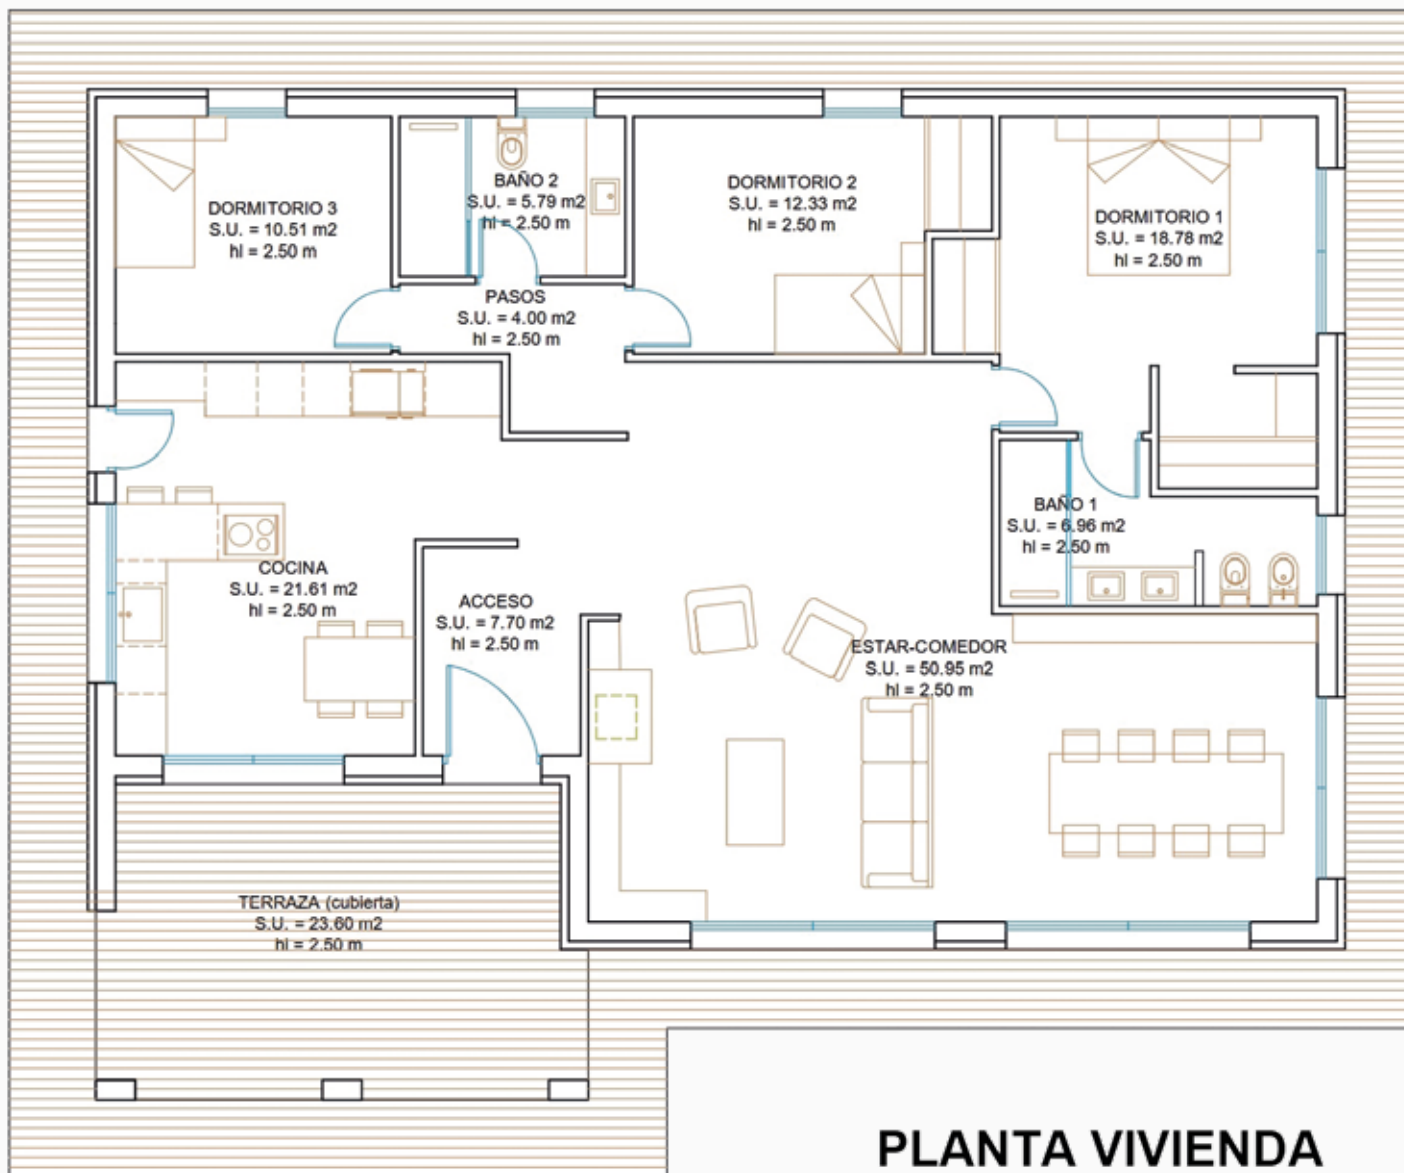 BAÑO 2
S.U. = 5.79 m2
hl = 2.50 m
DORMITORIO 2
S.U. = 12.33 m2
hl = 2.50 m
DORMITORIO 3
S.U. = 10.51 m2
hl = 2.50 m
DORMITORIO 1
S.U. = 18.78 m2
hl = 2.50 m
PASOS
S.U. = 4.00 m2
hl = 2.50 m
BAÑO 1
S.U. = 6.96 m2
hl = 2.50 m
COCINA
S.U. = 21.61 m2
hl = 2.50 m
ACCESO
S.U. = 7.70 m2
hl = 2.50 m
ESTAR-COMEDOR
S.U. = 50.95 m2
hl = 2.50 m
TERRAZA (cubierta)
S.U. = 23.60 m2
hl = 2.50 m
PLANTA VIVIENDA